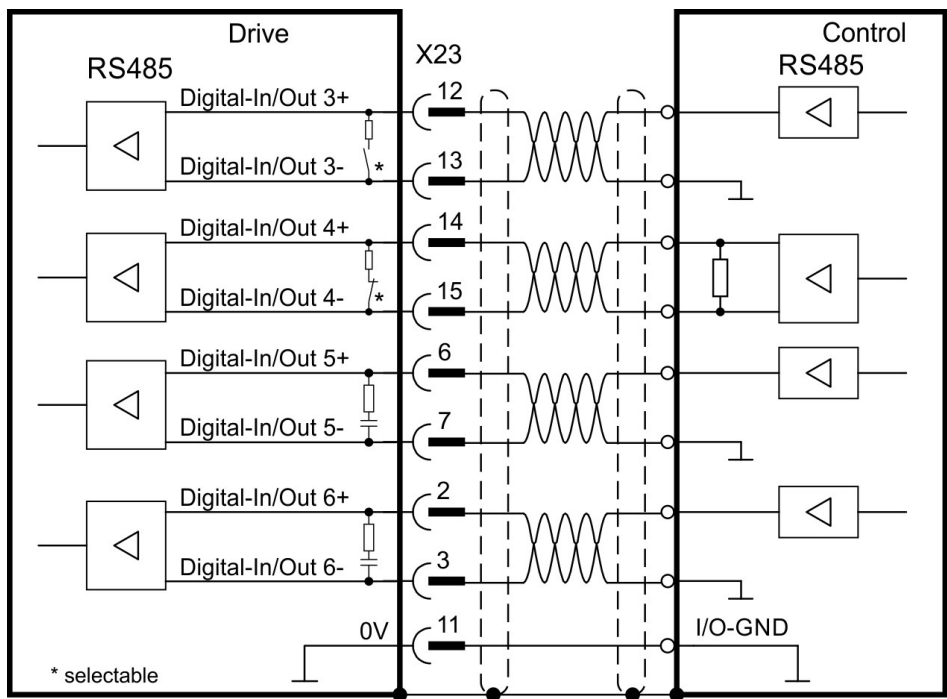 Drive
X23
Control
RS485
RS485
Digital-In/Out 3+
12
Digital-In/Out 3-
*
13
Digital-In/Out 4+
14
Digital-In/Out 4-
*
15
Digital-In/Out 5+
6
Digital-In/Out 5-
7
Digital-In/Out 6+
2
Digital-In/Out 6-
3
0V
11
I/O-GND
* selectable